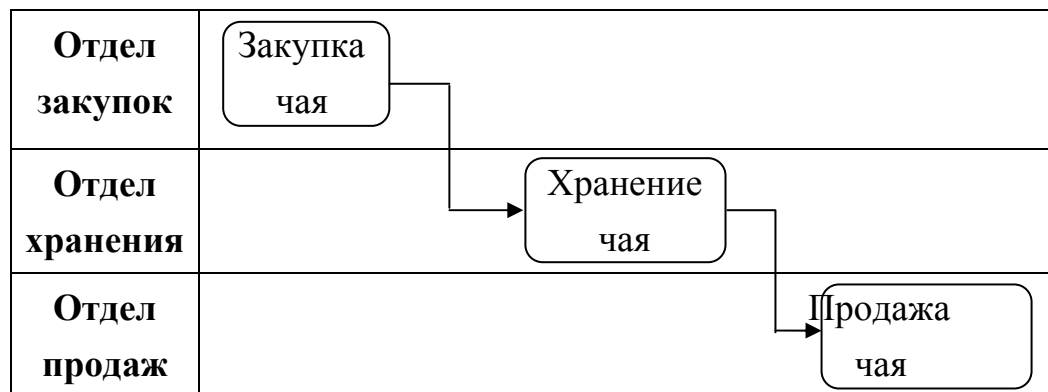 Отдел
закупок
Закупка
чая
Отдел
хранения
Хранение
чая
Отдел
продаж
Продажа
чая